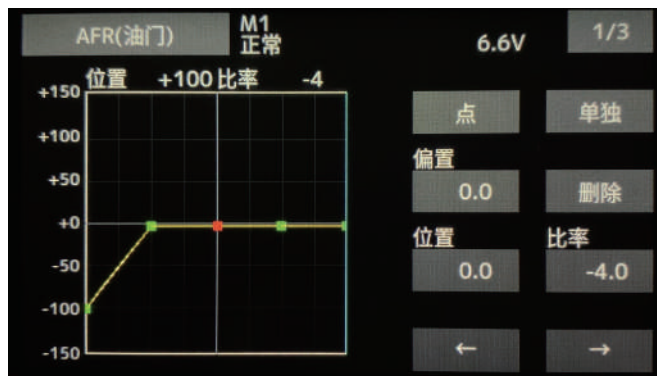 AFR(油门)
M1
正常
6.6V
1/3
位置 +100 比率 -4
+150
+100
+50
+0
-50
-100
-150
点
单独
偏置
0.0
删除
位置
比率
0.0
-4.0
←
→